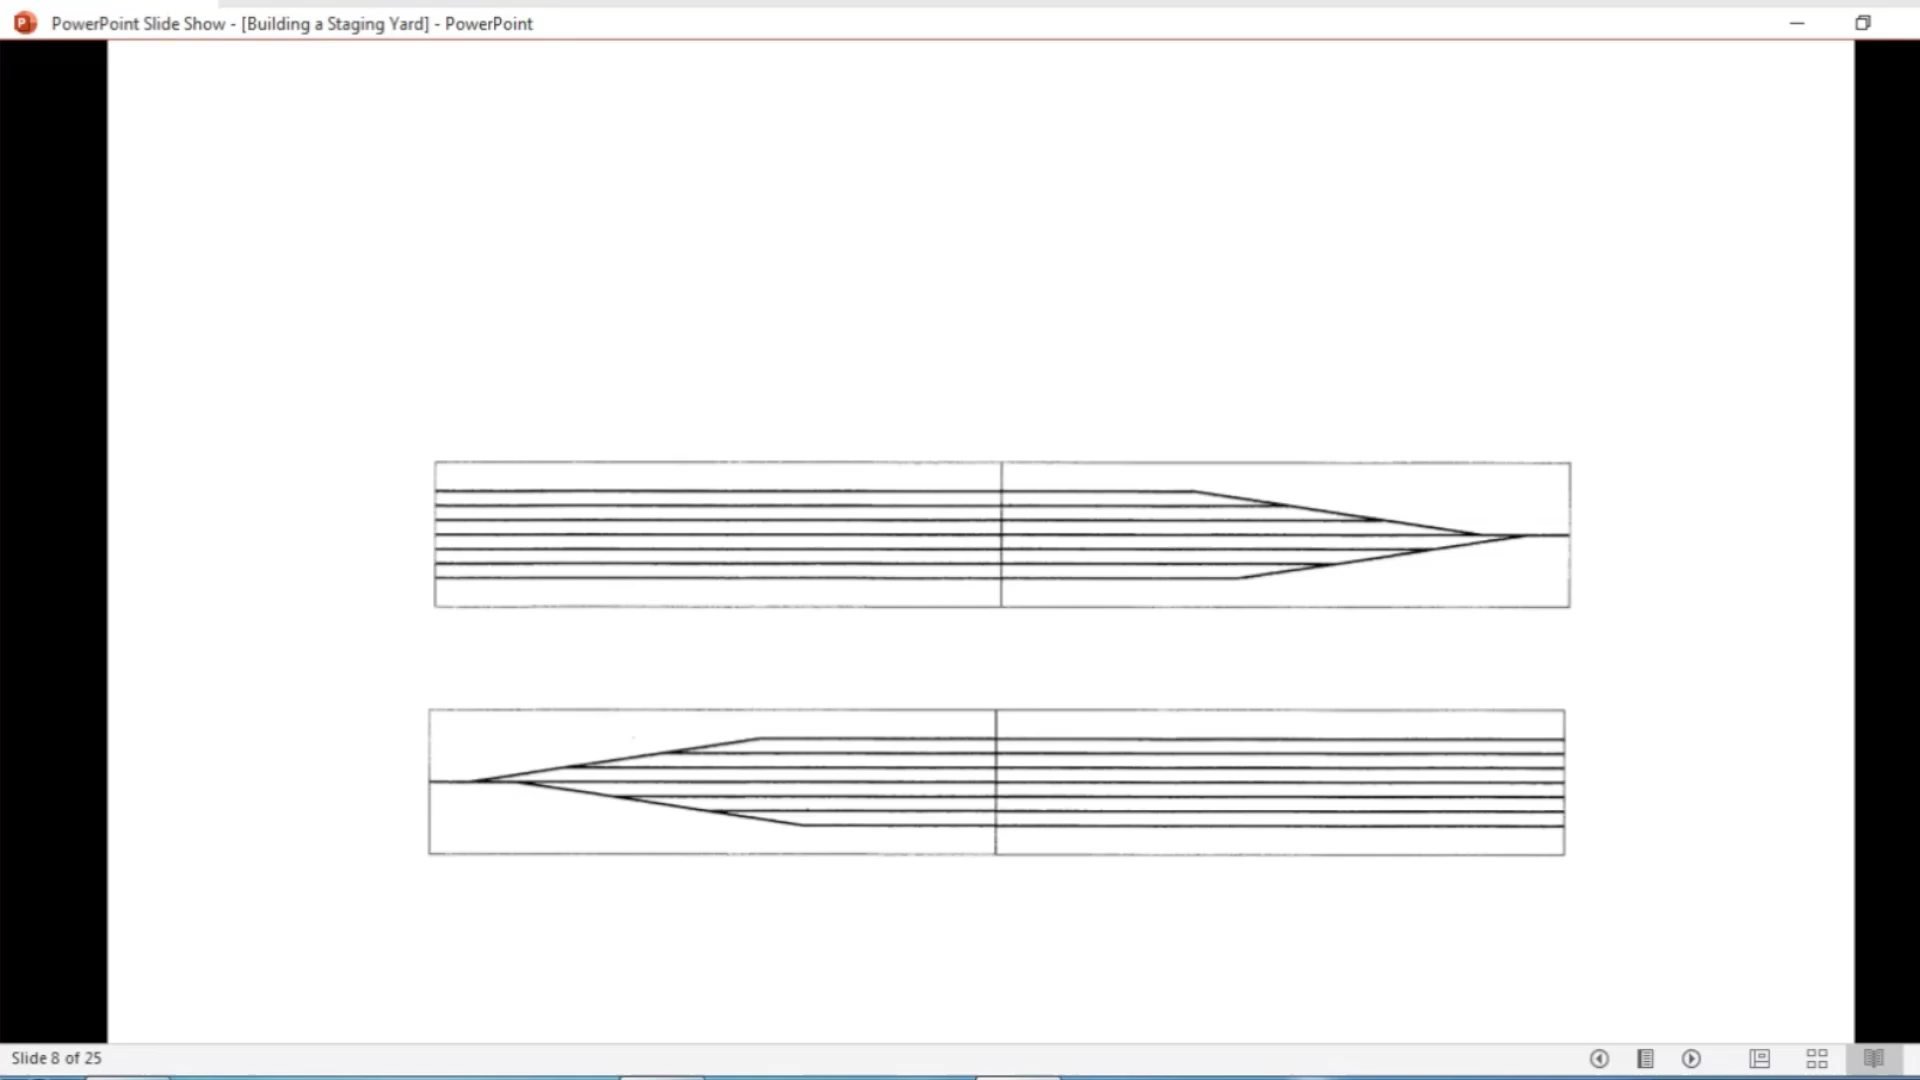 PowerPoint Slide Show - [Building a Staging Yard] - PowerPoint
Slide 8 of 25